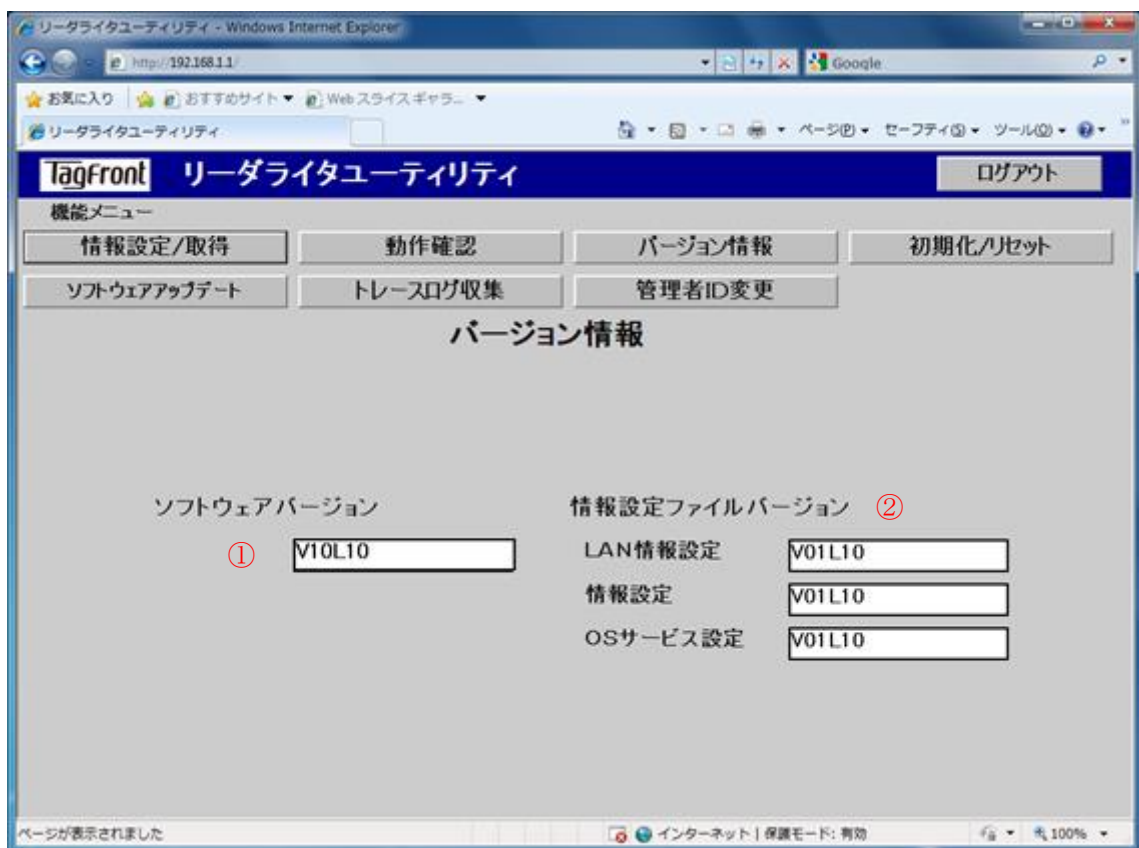 リーダライタユーティリティ - Windows Internet Explorer
http://192.168.1.1/
Google
お気に入り おすすめサイト Web スライス ギャラ...
リーダライタユーティリティ
ページ(P) セーフティ(S) ツール(O)
TagFront リーダライタユーティリティ ログアウト
機能メニュー
情報設定/取得 動作確認 バージョン情報 初期化/リセット
ソフトウェアアップデート トレースログ収集 管理者ID変更
バージョン情報
ソフトウェアバージョン 情報設定ファイルバージョン ②
① V10L10 LAN情報設定 V01L10
情報設定 V01L10
OSサービス設定 V01L10
ページが表示されました インターネット | 保護モード: 有効 100%